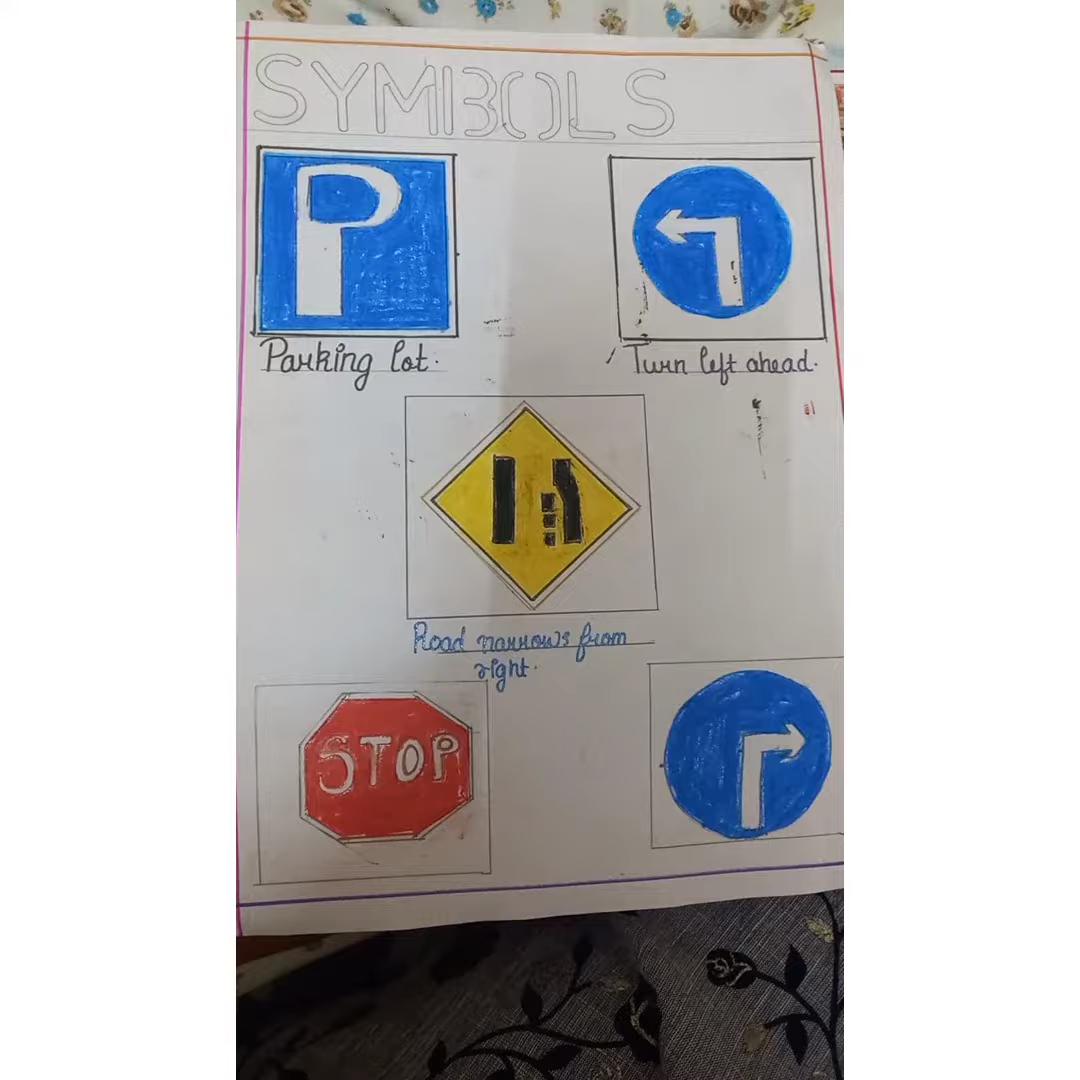 SYMBOLS
P
Parking lot.
Turn left ahead.
Road narrows from
right.
STOP